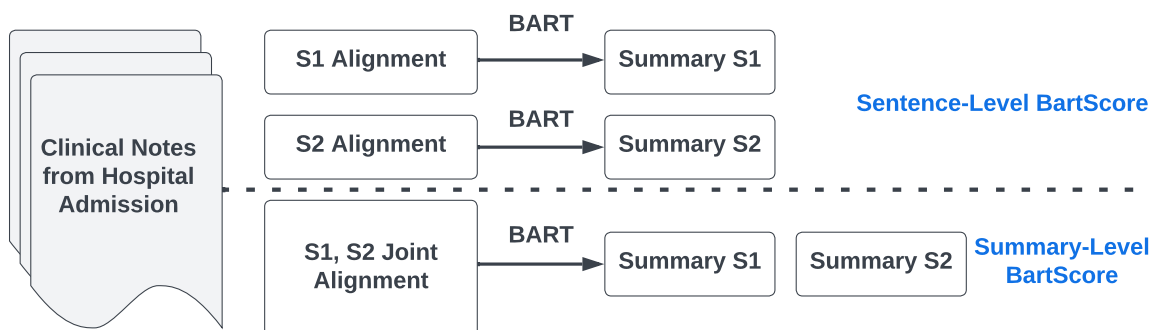 Clinical Notes
from Hospital
Admission
S1 Alignment
BART
Summary S1
S2 Alignment
BART
Summary S2
Sentence-Level BartScore
S1, S2 Joint
Alignment
BART
Summary S1
Summary S2
Summary-Level
BartScore